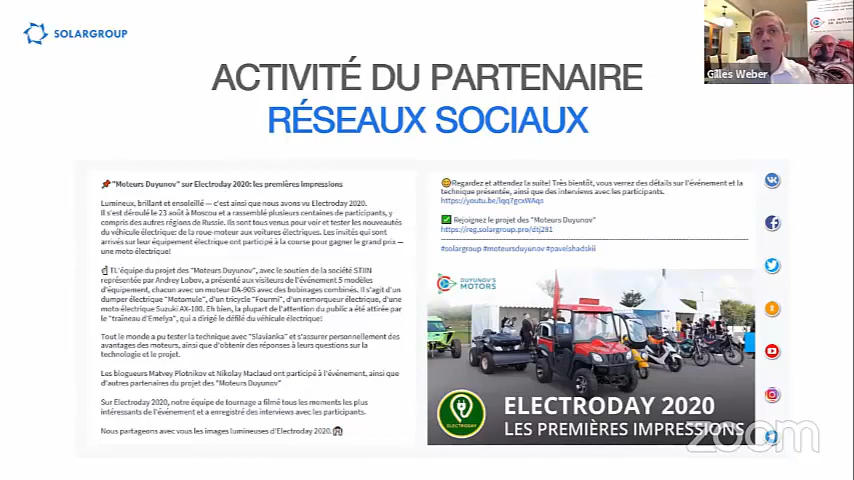 SOLARGROUP
Gilles Weber
ACTIVITÉ DU PARTENAIRE
RÉSEAUX SOCIAUX
"Moteurs Duyunov" sur Electroday 2020: les premières impressions
Lumineux, brillant et ensoleillé — c'est ainsi que nous avons vu Electroday 2020.
Il s'est déroulé le 23 août à Moscou et a rassemblé plusieurs centaines de participants, y
compris des autres régions de Russie. Ils sont tous venus pour voir et tester les nouveautés
du véhicule électrique: de la roue-moteur aux voitures électriques. Les invités qui sont
arrivés sur leur équipement électrique ont participé à la course pour gagner le grand prix —
une moto électrique!
L'équipe du projet des "Moteurs Duyunov", avec le soutien de la société STIIN
représentée par Andrey Lobov, a présenté aux visiteurs de l'événement 5 modèles
d'équipement, chacun avec un moteur DA-90S avec des bobinages combinés. Il s'agit d'un
dumper électrique "Motomule", d'un tricycle "Fourmi", d'un remorqueur électrique, d'une
moto électrique Suzuki AX-100. Eh bien, la plupart de l'attention du public a été attirée par
le "traîneau d'Emelya", qui a dirigé le défilé du véhicule électrique!
Tout le monde a pu tester la technique avec "Slavianka" et s'assurer personnellement des
avantages des moteurs, ainsi que d'obtenir des réponses à leurs questions sur la
technologie et le projet.
Les blogueurs Matvey Plotnikov et Nikolay Maclaud ont participé à l'événement, ainsi que
d'autres partenaires du projet des "Moteurs Duyunov"
Sur Electroday 2020, notre équipe de tournage a filmé tous les moments les plus
intéressants de l'événement et a enregistré des interviews avec les participants.
Nous partageons avec vous les images lumineuses d'Electroday 2020.
Regardez et attendez la suite! Très bientôt, vous verrez des détails sur l'événement et la
technique présentée, ainsi que des interviews avec les participants.
https://youtu.be/lqq7gcxWAqs
Rejoignez le projet des "Moteurs Duyunov"
https://reg.solargroup.pro/dtj281
#solargroup #moteursduyunov #pavelshadskii
DUYUNOV'S
MOTORS
ELECTRODAY
ELECTRODAY 2020
LES PREMIÈRES IMPRESSIONS
zoom